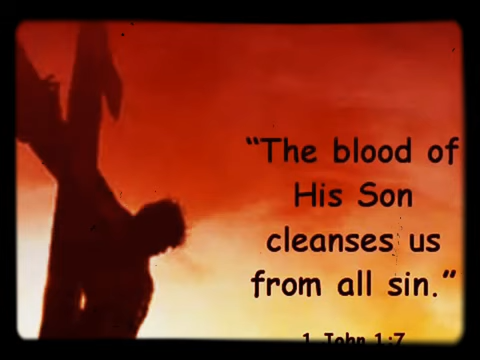 “The blood of
His Son
cleanses us
from all sin.”
1 John 1:7